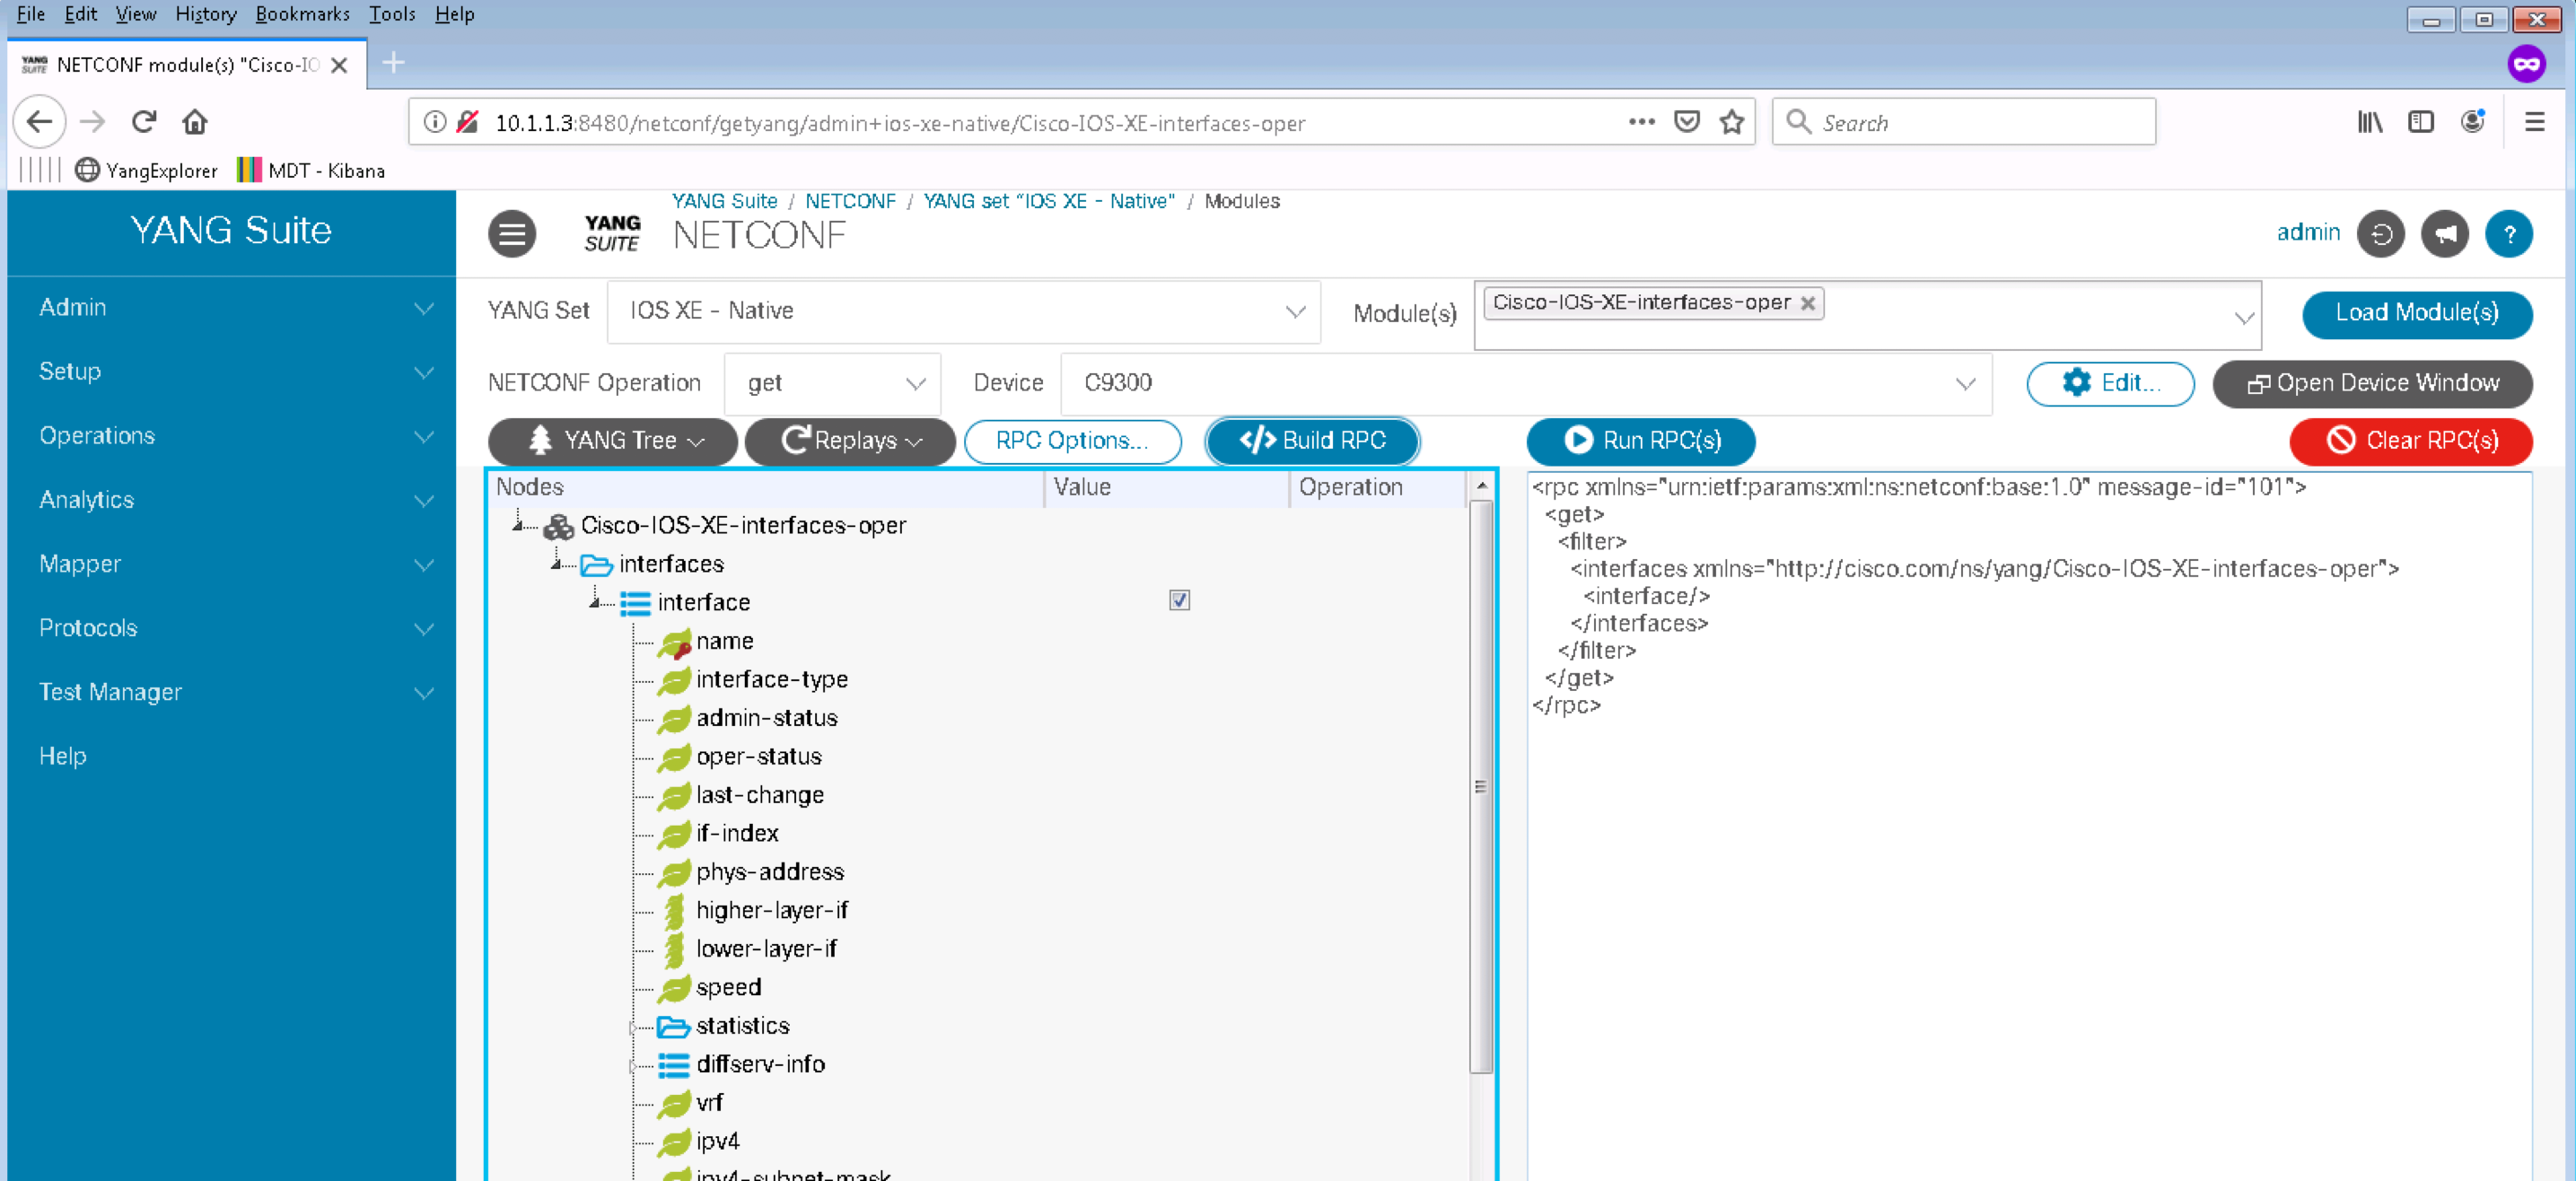 File Edit View History Bookmarks Tools Help
YANG SUITE NETCONF module(s) "Cisco-IO
10.1.1.3:8480/netconf/getyang/admin+ios-xe-native/Cisco-IOS-XE-interfaces-oper
Search
YangExplorer MDT - Kibana
YANG Suite
Admin
Setup
Operations
Analytics
Mapper
Protocols
Test Manager
Help
YANG Suite / NETCONF / YANG set "IOS XE - Native" / Modules
YANG SUITE NETCONF
admin ?
YANG Set IOS XE - Native Module(s) Cisco-IOS-XE-interfaces-oper Load Module(s)
NETCONF Operation get Device C9300 Edit... Open Device Window
YANG Tree Replays RPC Options... </> Build RPC Run RPC(s) Clear RPC(s)
Nodes Value Operation
Cisco-IOS-XE-interfaces-oper
interfaces
interface
name
interface-type
admin-status
oper-status
last-change
if-index
phys-address
higher-layer-if
lower-layer-if
speed
statistics
diffserv-info
vrf
ipv4
ipv4-subnet-mask
<rpc xmlns="urn:ietf:params:xml:ns:netconf:base:1.0" message-id="101">
<get>
<filter>
<interfaces xmlns="http://cisco.com/ns/yang/Cisco-IOS-XE-interfaces-oper">
<interface/>
</interfaces>
</filter>
</get>
</rpc>